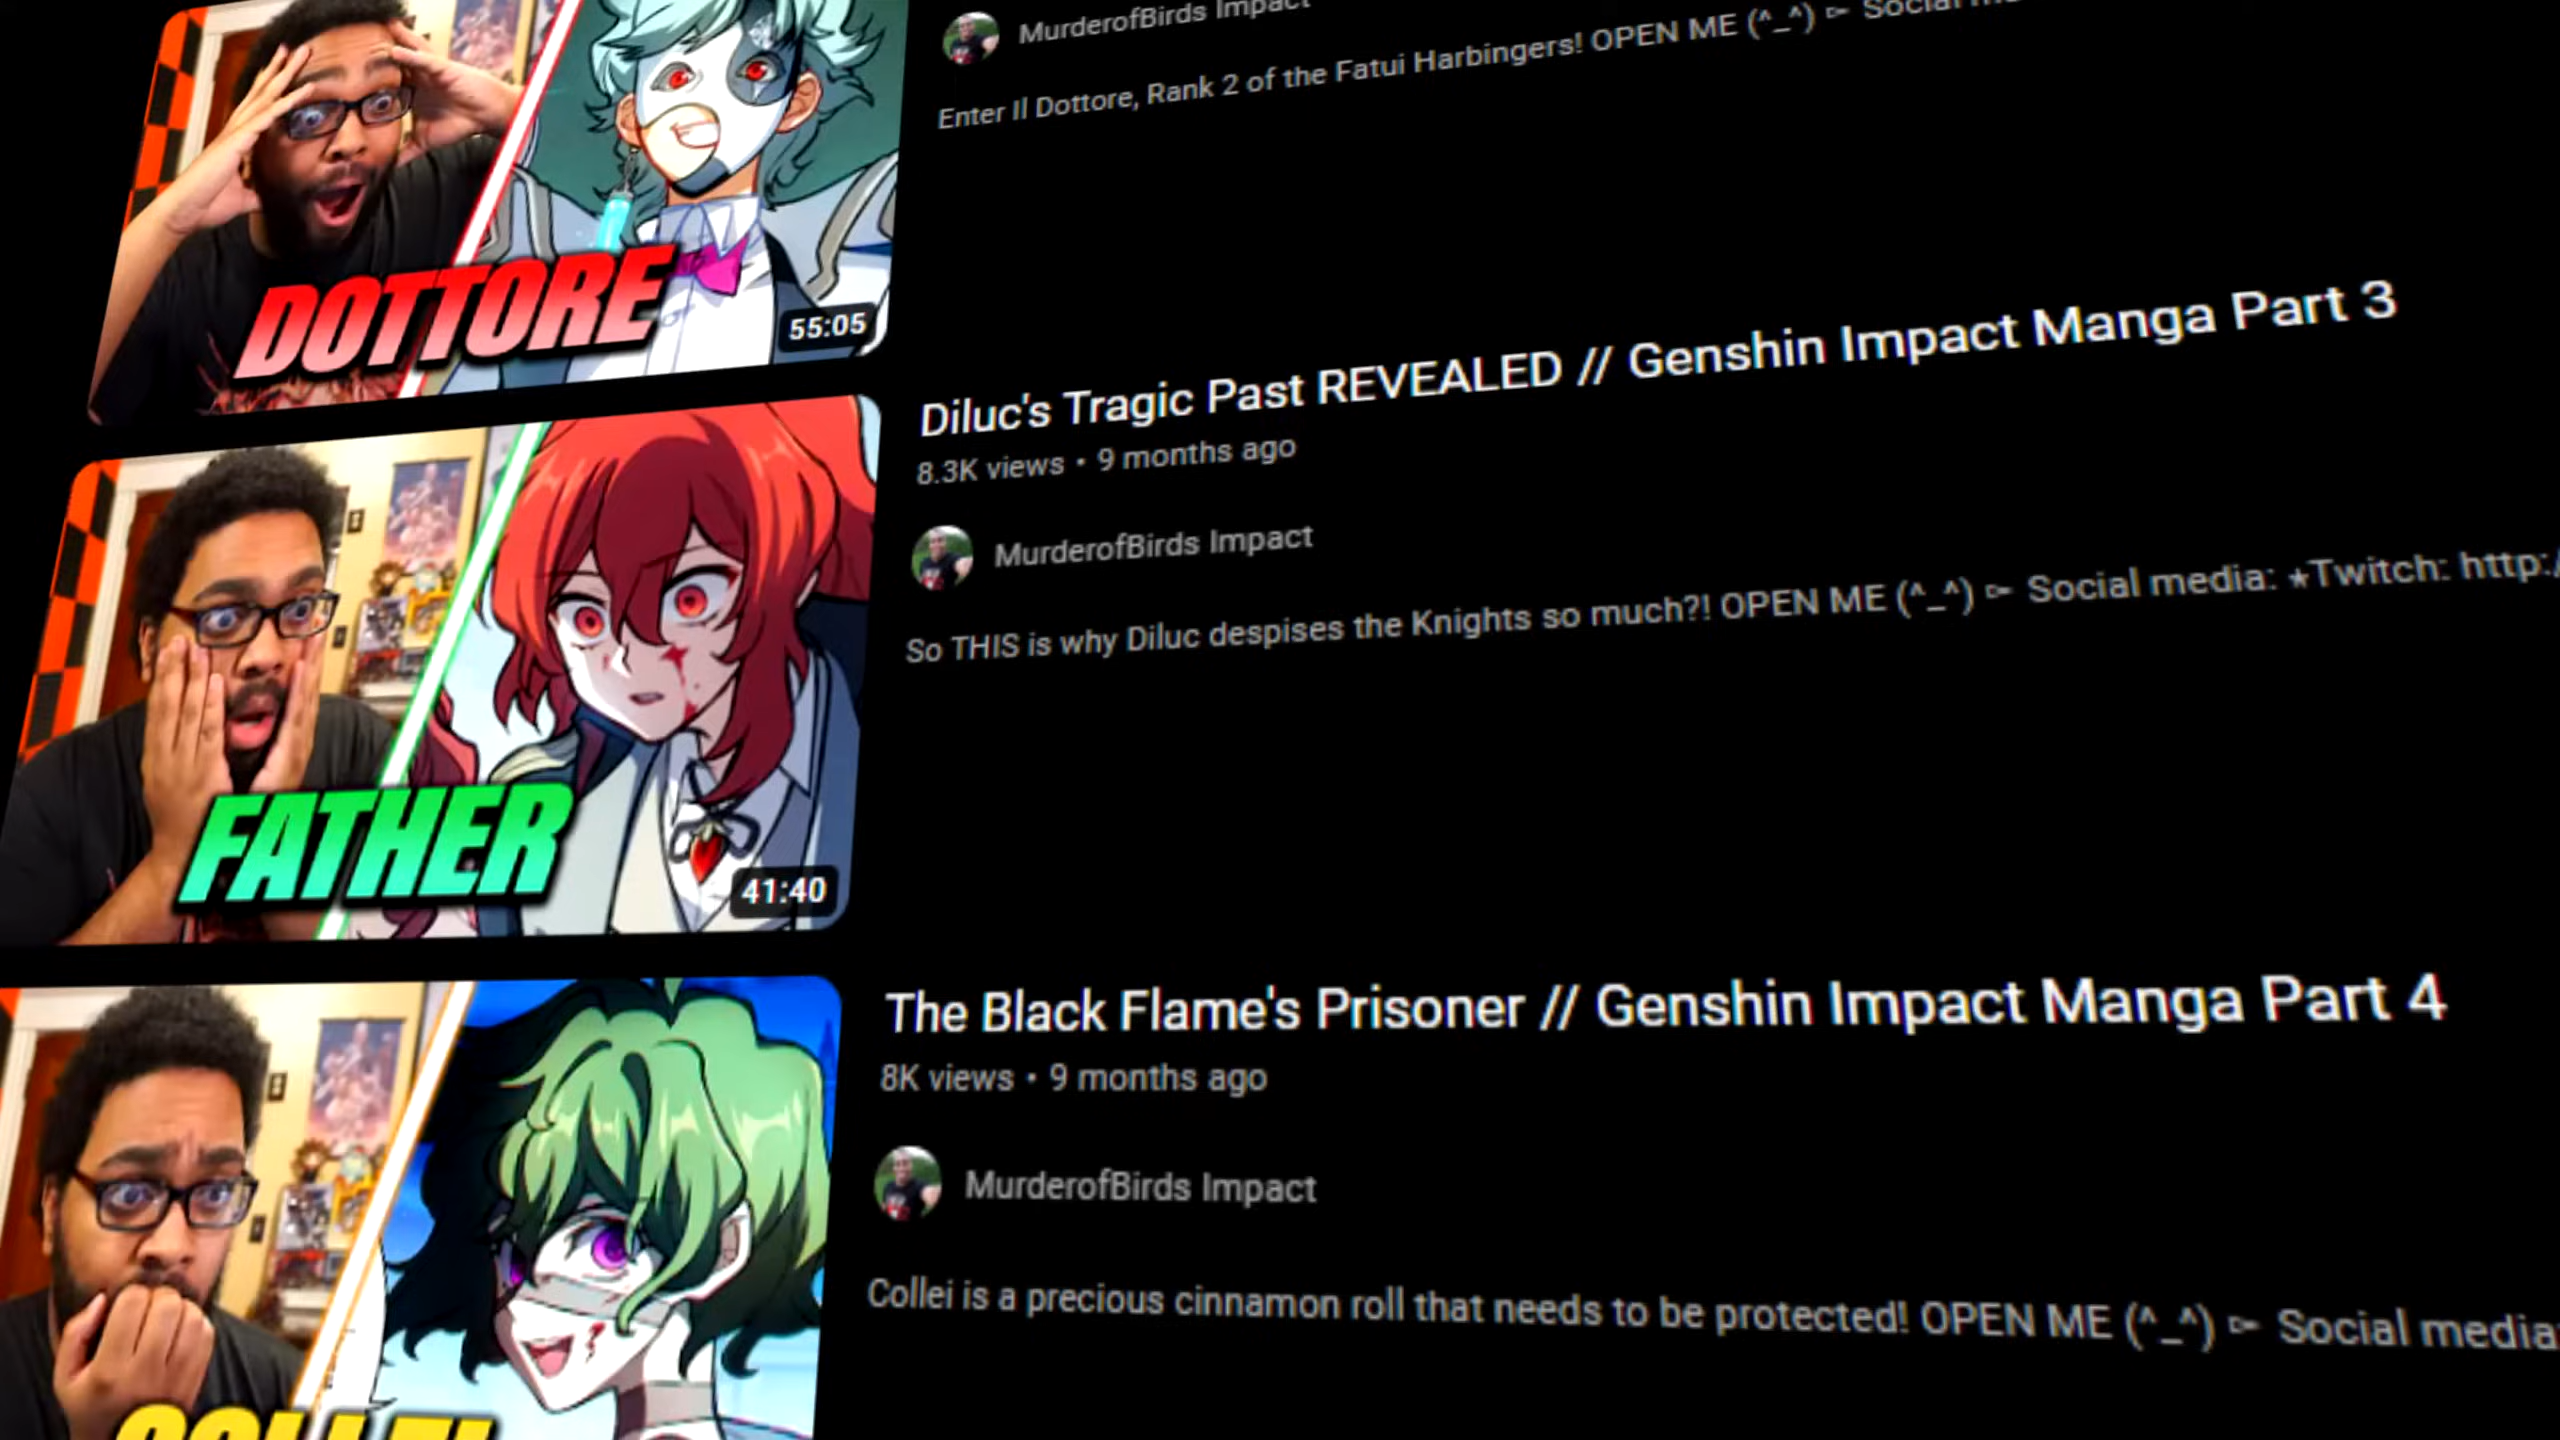 MurderofBirds Impact
Enter Il Dottore, Rank 2 of the Fatui Harbingers! OPEN ME (^_^) ⌲ Social
DOTTORE
55:05
Diluc's Tragic Past REVEALED // Genshin Impact Manga Part 3
8.3K views • 9 months ago
MurderofBirds Impact
So THIS is why Diluc despises the Knights so much?! OPEN ME (^_^) ⌲ Social media: ★Twitch: http:/
FATHER
41:40
The Black Flame's Prisoner // Genshin Impact Manga Part 4
8K views • 9 months ago
MurderofBirds Impact
Collei is a precious cinnamon roll that needs to be protected! OPEN ME (^_^) ⌲ Social media:
COLLEI